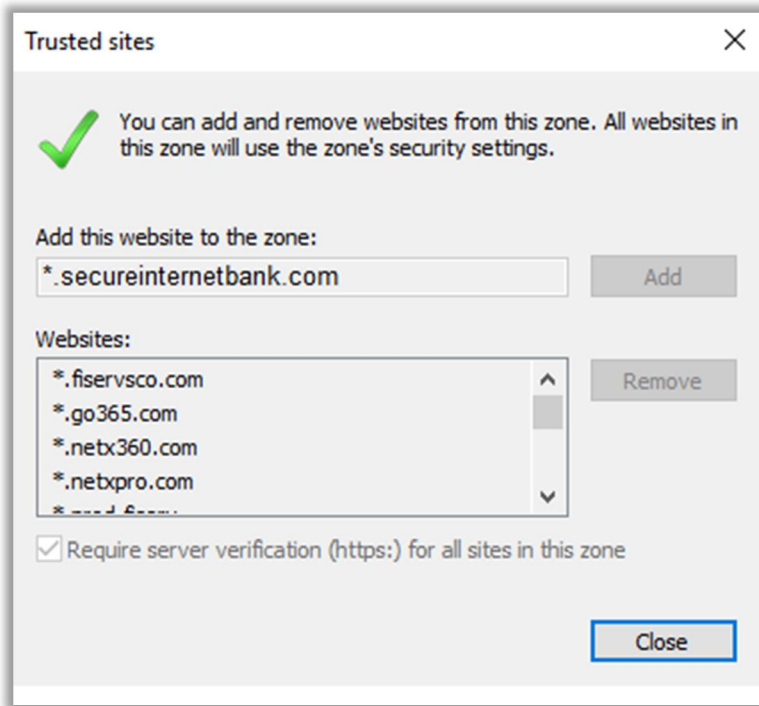 Trusted sites
You can add and remove websites from this zone. All websites in
this zone will use the zone's security settings.
Add this website to the zone:
*.secureinternetbank.com
Add
Websites:
*.fiservsco.com
Remove
*.go365.com
*.netx360.com
*.netxpro.com
Require server verification (https:) for all sites in this zone
Close